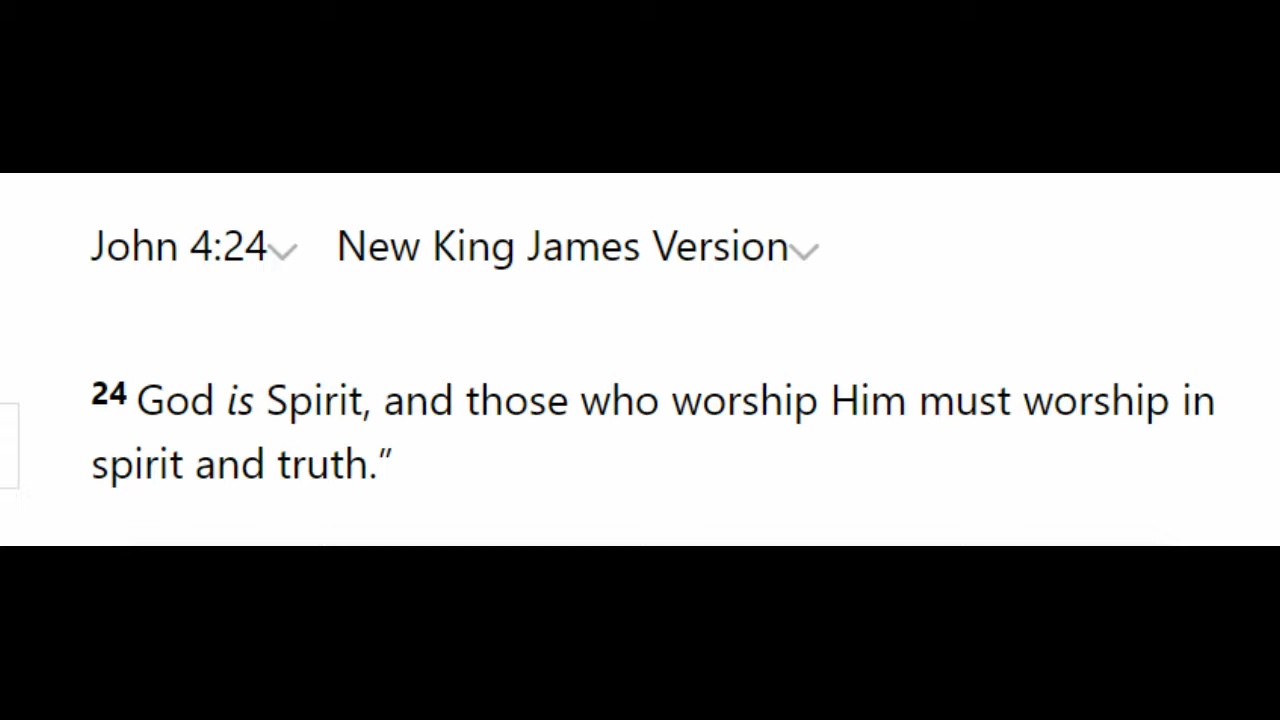 John 4:24 New King James Version
24 God is Spirit, and those who worship Him must worship in
spirit and truth.”